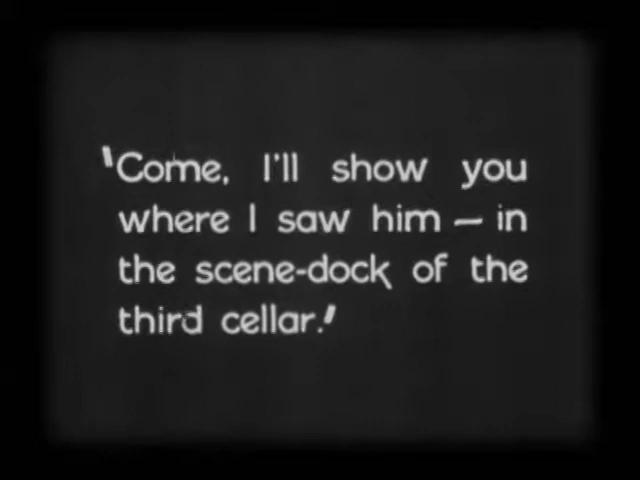 'Come, I'll show you
where I saw him — in
the scene-dock of the
third cellar.'